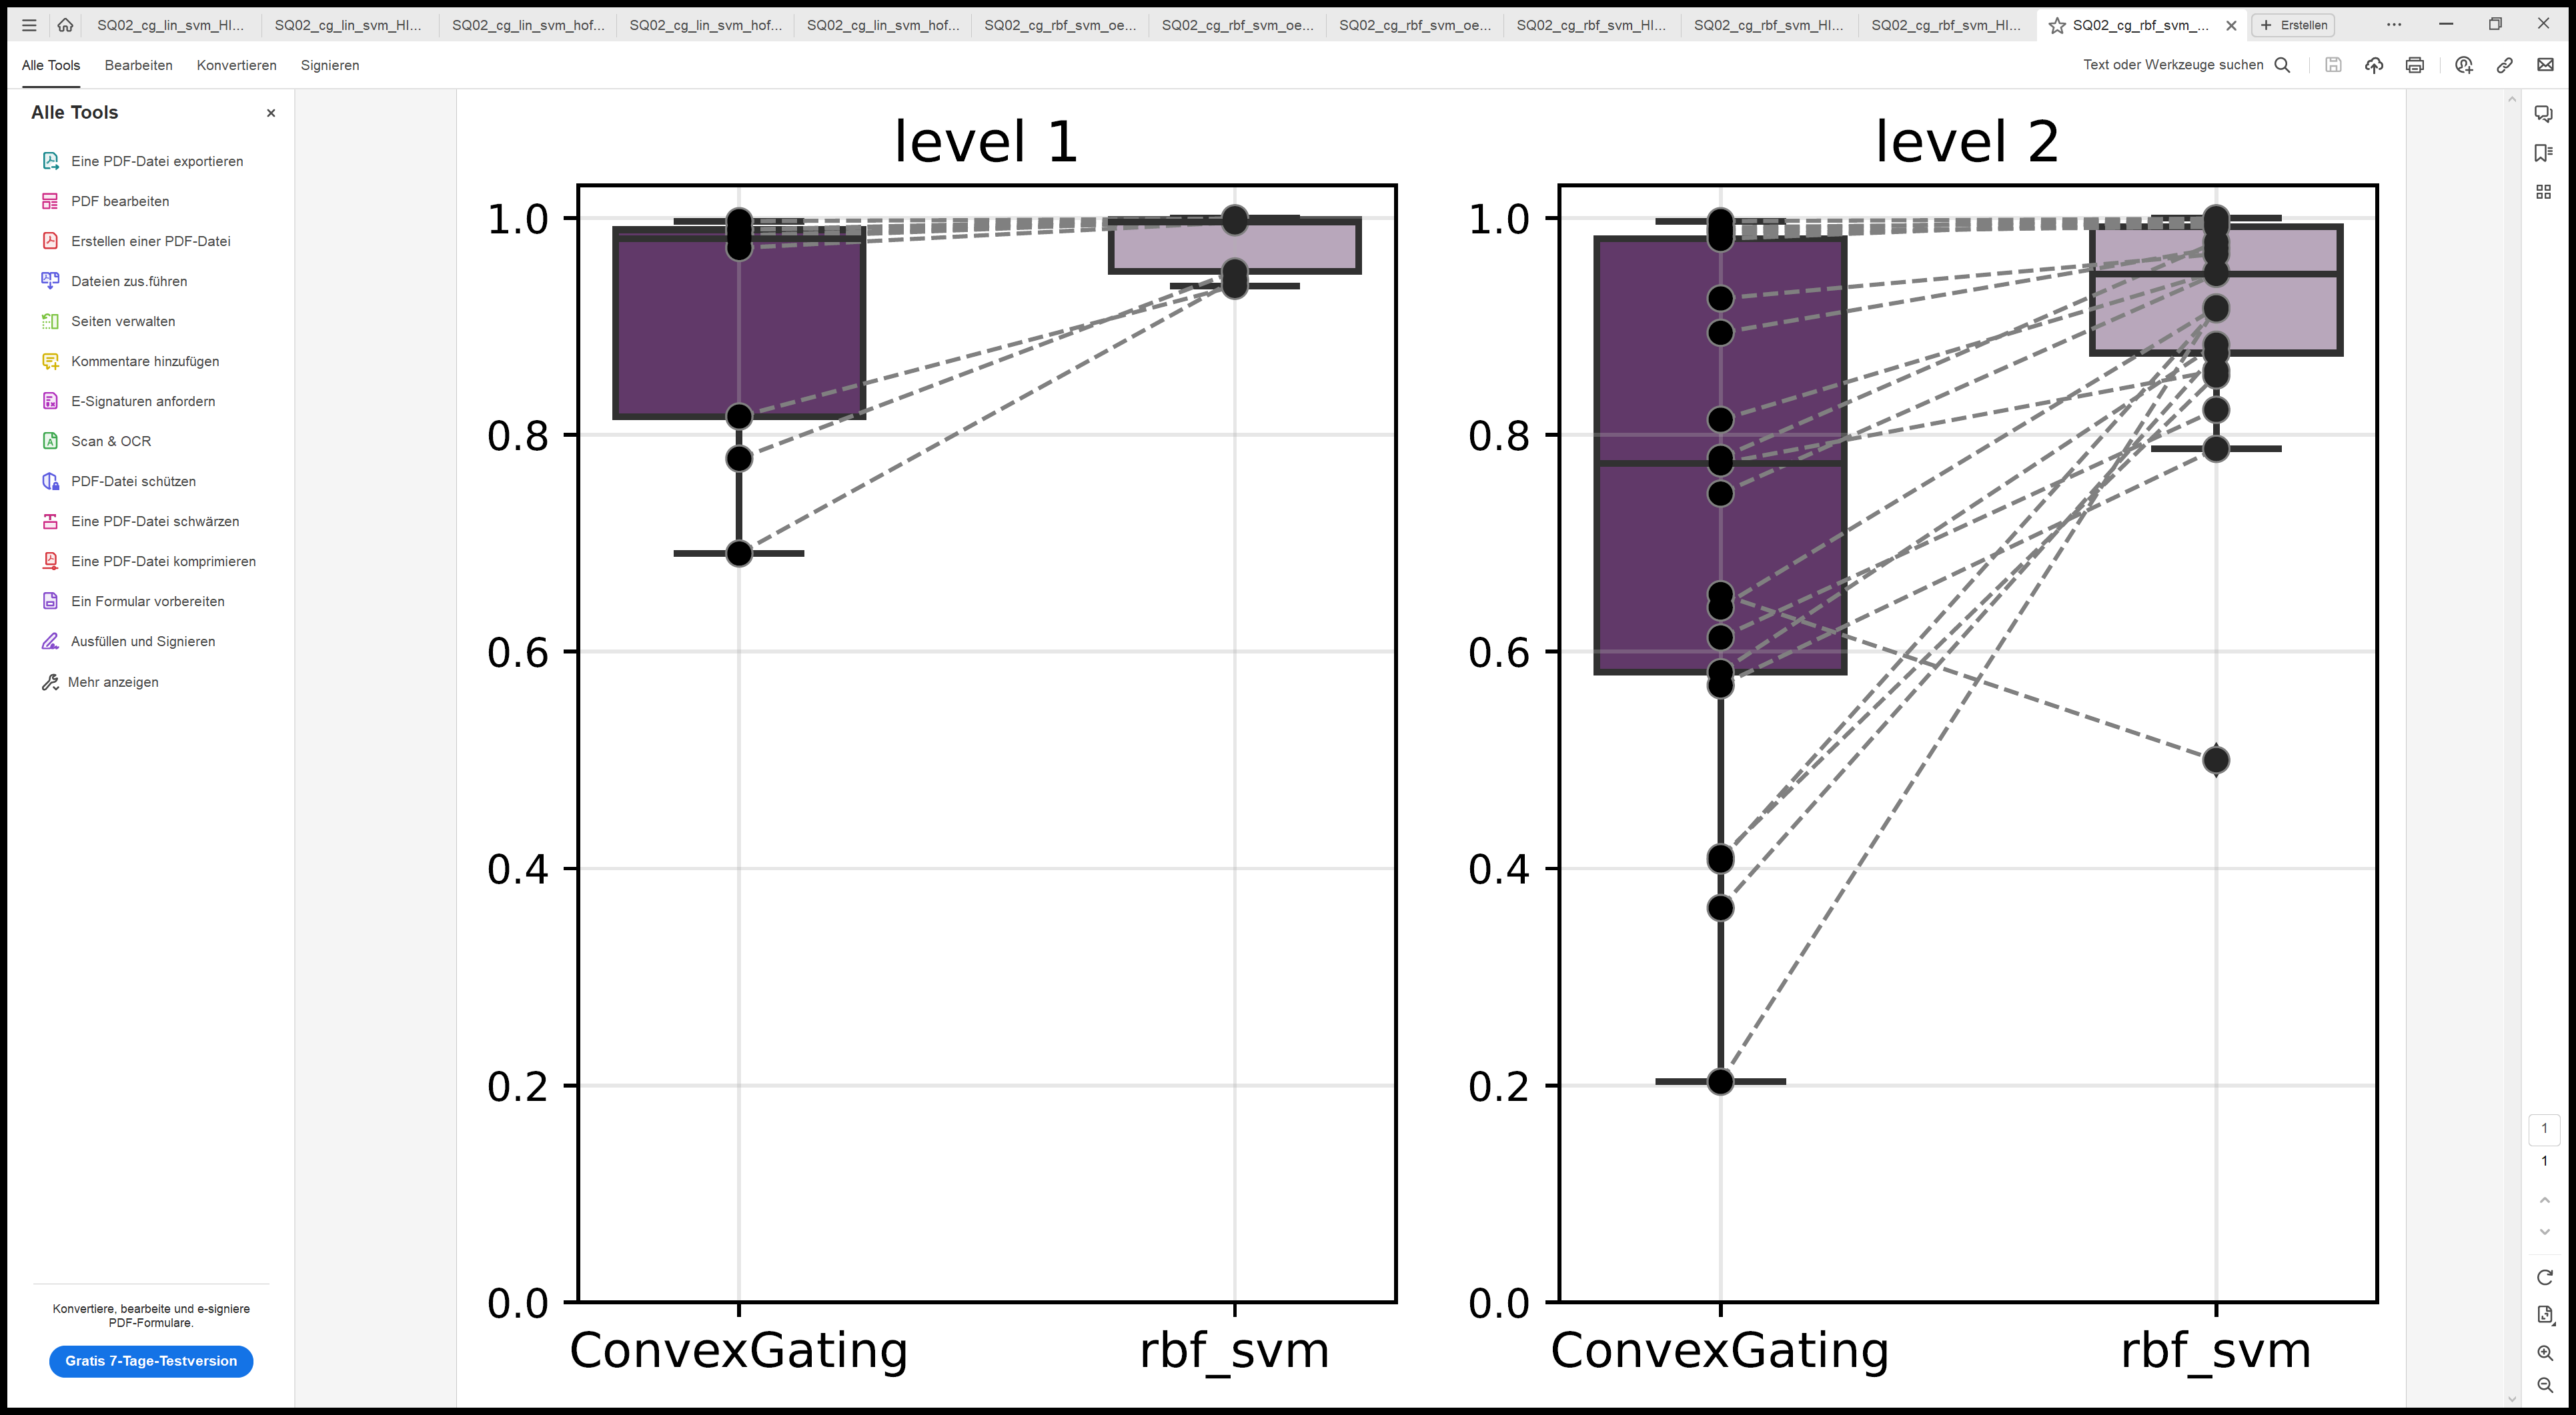 SQ02_cg_lin_svm_HI...
SQ02_cg_lin_svm_HI...
SQ02_cg_lin_svm_hof...
SQ02_cg_lin_svm_hof...
SQ02_cg_lin_svm_hof...
SQ02_cg_rbf_svm_oe...
SQ02_cg_rbf_svm_oe...
SQ02_cg_rbf_svm_oe...
SQ02_cg_rbf_svm_HI...
SQ02_cg_rbf_svm_HI...
SQ02_cg_rbf_svm_HI...
SQ02_cg_rbf_svm_...
Erstellen
Alle Tools
Bearbeiten
Konvertieren
Signieren
Text oder Werkzeuge suchen
Alle Tools
Eine PDF-Datei exportieren
PDF bearbeiten
Erstellen einer PDF-Datei
Dateien zus.führen
Seiten verwalten
Kommentare hinzufügen
E-Signaturen anfordern
Scan & OCR
PDF-Datei schützen
Eine PDF-Datei schwärzen
Eine PDF-Datei komprimieren
Ein Formular vorbereiten
Ausfüllen und Signieren
Mehr anzeigen
Konvertiere, bearbeite und e-signiere
PDF-Formulare.
Gratis 7-Tage-Testversion
level 1
1.0
0.8
0.6
0.4
0.2
0.0
ConvexGating
rbf_svm
level 2
1.0
0.8
0.6
0.4
0.2
0.0
ConvexGating
rbf_svm
1
1